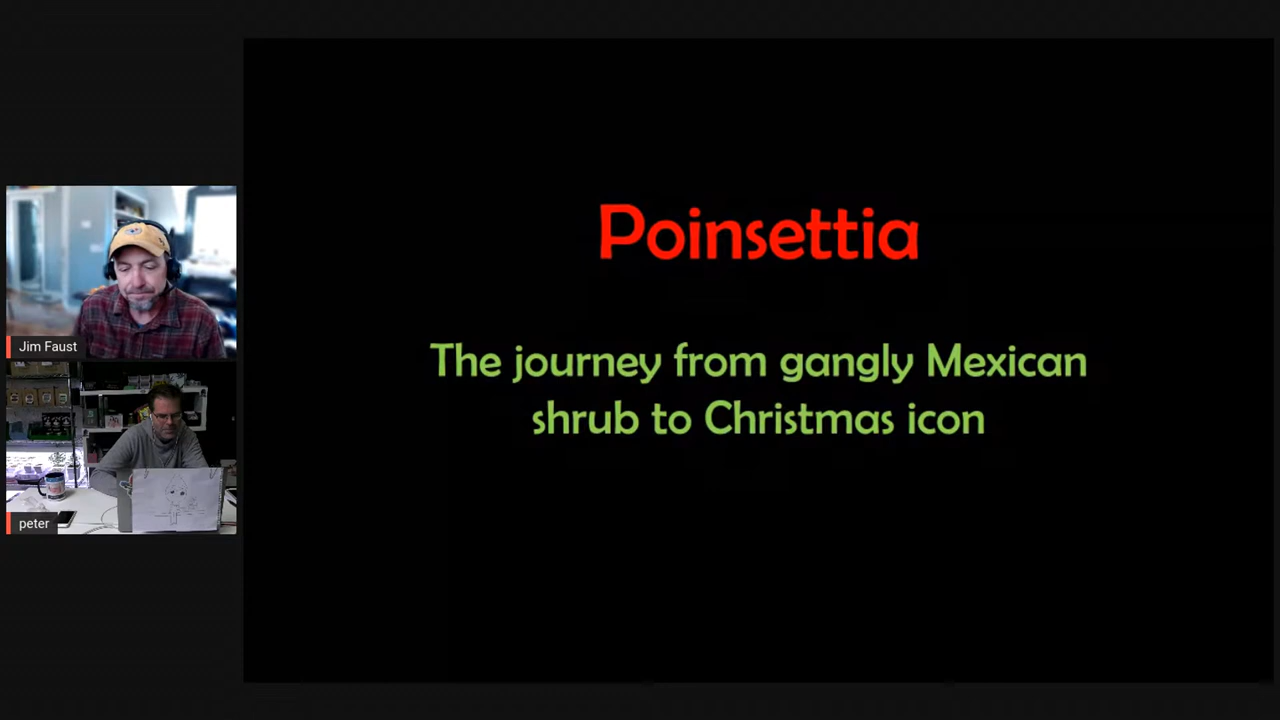 Poinsettia
The journey from gangly Mexican
shrub to Christmas icon
Jim Faust
peter